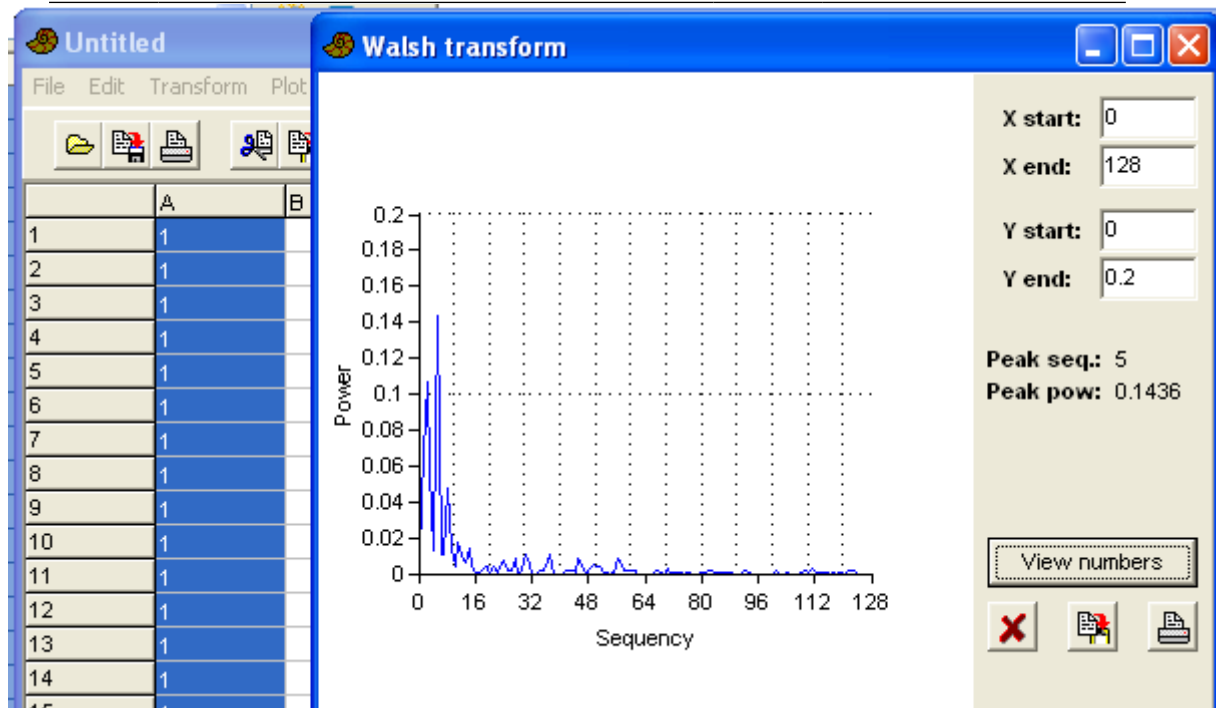 Untitled
File Edit Transform Plot
A B
1 1
2 1
3 1
4 1
5 1
6 1
7 1
8 1
9 1
10 1
11 1
12 1
13 1
14 1
Walsh transform
0.2
0.18
0.16
0.14
0.12
0.1
0.08
0.06
0.04
0.02
0
Power
0 16 32 48 64 80 96 112 128
Sequency
X start: 0
X end: 128
Y start: 0
Y end: 0.2
Peak seq.: 5
Peak pow: 0.1436
View numbers